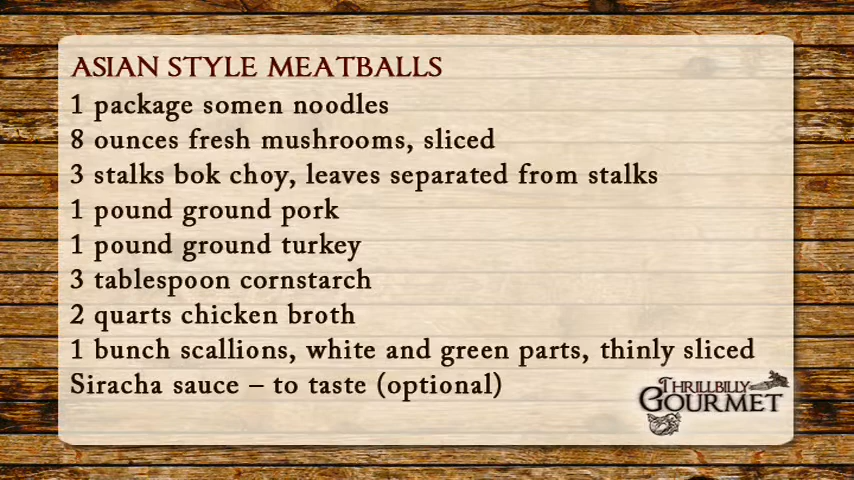 ASIAN STYLE MEATBALLS
1 package somen noodles
8 ounces fresh mushrooms, sliced
3 stalks bok choy, leaves separated from stalks
1 pound ground pork
1 pound ground turkey
3 tablespoon cornstarch
2 quarts chicken broth
1 bunch scallions, white and green parts, thinly sliced
Siracha sauce – to taste (optional)
THRILLBILLY
GOURMET